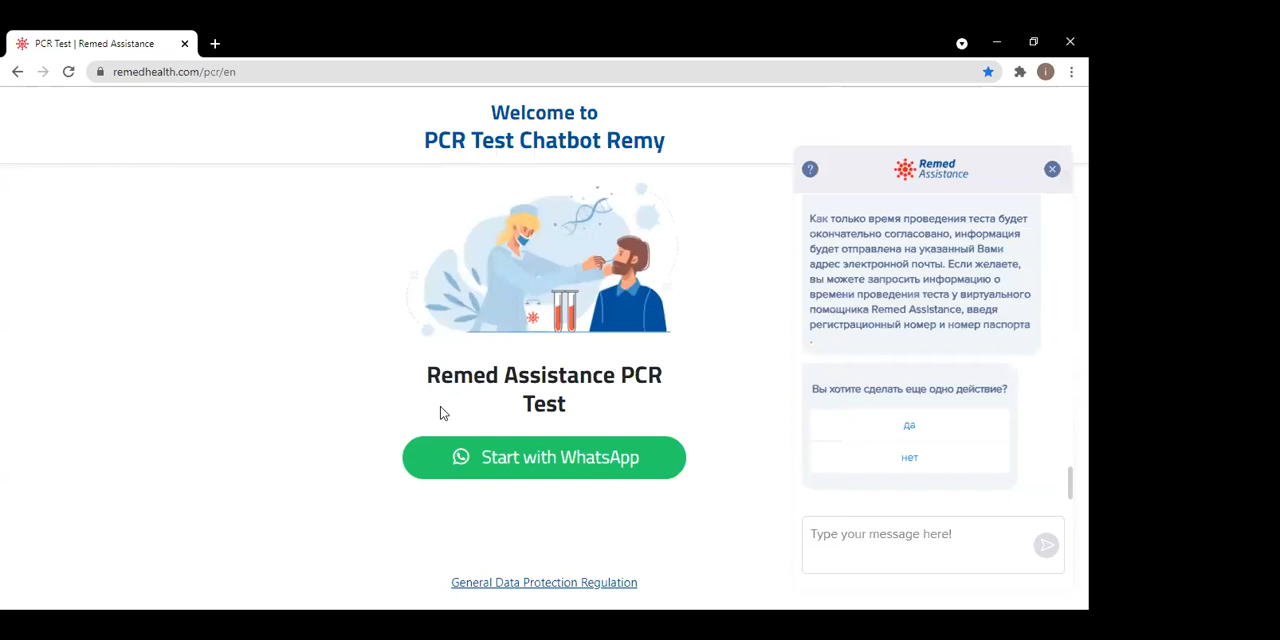 PCR Test | Remed Assistance
remedhealth.com/pcr/en
i
Welcome to
PCR Test Chatbot Remy
Remed Assistance PCR
Test
Start with WhatsApp
General Data Protection Regulation
?
Remed
Assistance
Как только время проведения теста будет
окончательно согласовано, информация
будет отправлена на указанный Вами
адрес электронной почты. Если желаете,
вы можете запросить информацию о
времени проведения теста у виртуального
помощника Remed Assistance, введя
регистрационный номер и номер паспорта
.
Вы хотите сделать еще одно действие?
да
нет
Type your message here!